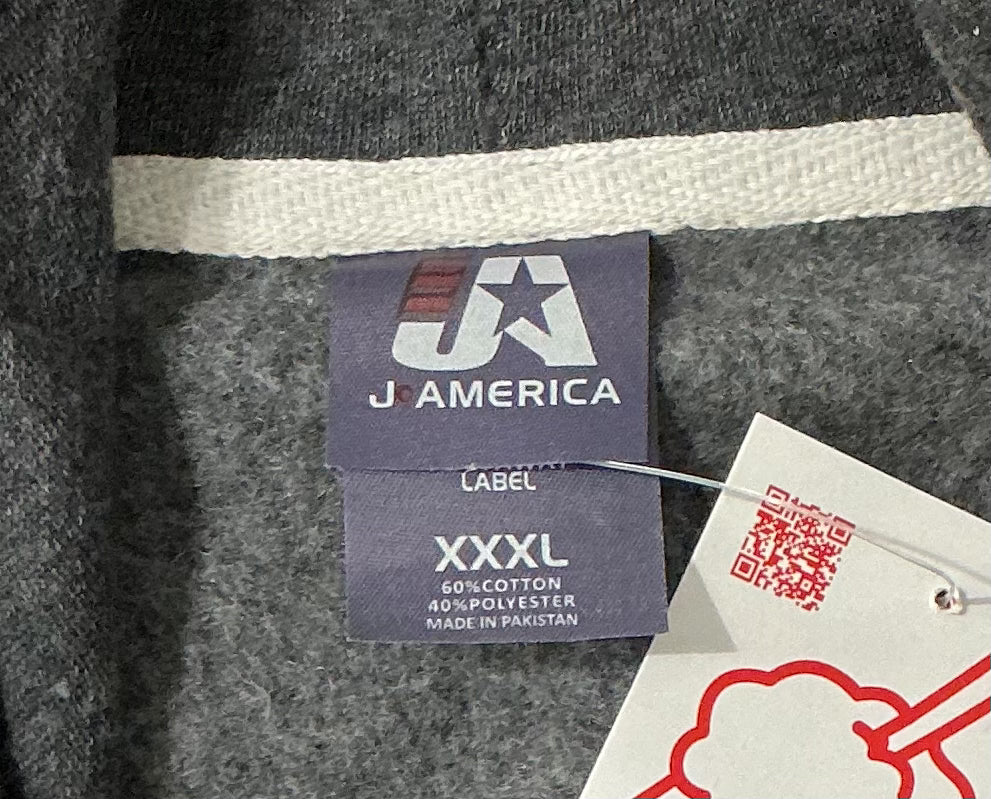 JA
J AMERICA
LABEL
XXXL
60%COTTON
40%POLYESTER
MADE IN PAKISTAN